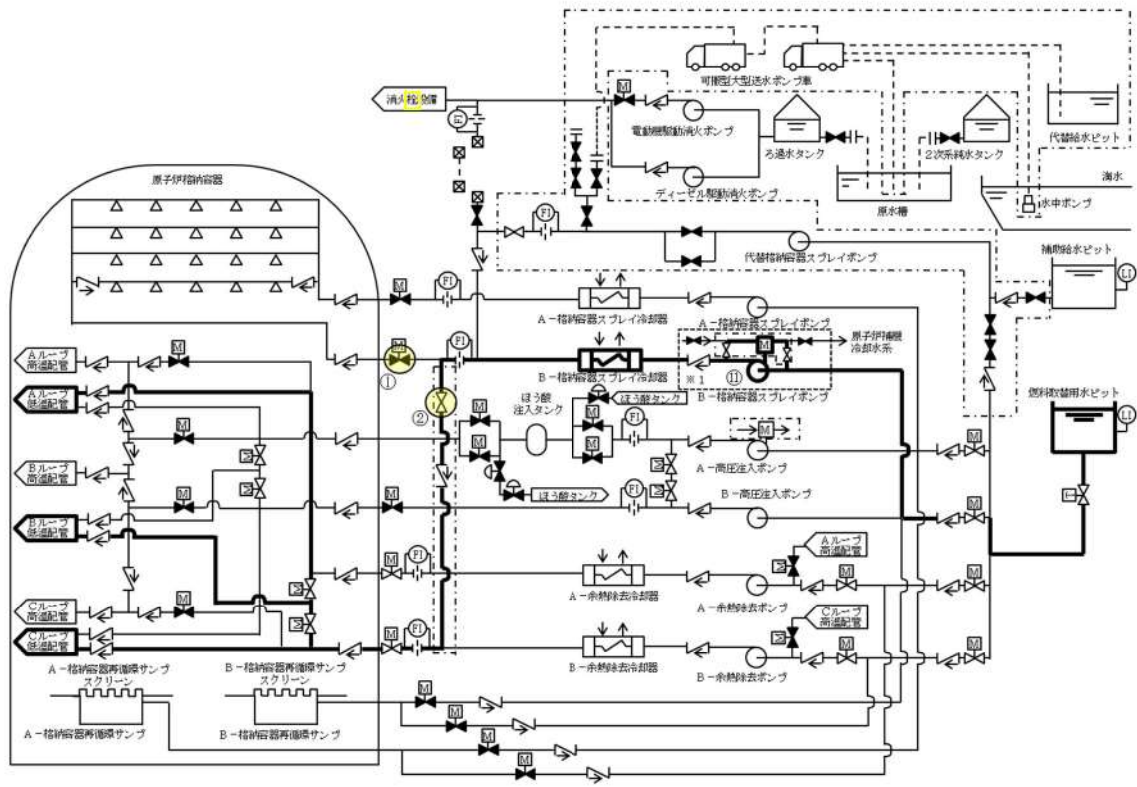 可搬型大型送水ポンプ車
消火栓設備
M
FI
電動機駆動消火ポンプ
ろ過水タンク
2次系純水タンク
代替給水ピット
原子炉格納容器
ディーゼル駆動消火ポンプ
原水槽
海水
水中ポンプ
FI
代替格納容器スプレイポンプ
補助給水ピット
LI
M
FI
A-格納容器スプレイ冷却器
A-格納容器スプレイポンプ
原子炉補機
冷却水系
Aループ
高温配管
M
M
①
FI
B-格納容器スプレイ冷却器
※1
M
⑪
B-格納容器スプレイポンプ
燃料取替用水ピット
LI
Aループ
低温配管
②
ほう酸
注入タンク
ほう酸タンク
M
M
M
M
M
FI
M
A-高圧注入ポンプ
M
Bループ
高温配管
M
M
M
M
ほう酸タンク
B-高圧注入ポンプ
Bループ
低温配管
M
M
FI
M
T
Aループ
高温配管
M
M
FI
A-余熱除去冷却器
M
M
M
A-余熱除去ポンプ
Cループ
高温配管
M
M
Cループ
高温配管
Cループ
低温配管
M
FI
B-余熱除去冷却器
M
M
M
B-余熱除去ポンプ
A-格納容器再循環サンプ
スクリーン
B-格納容器再循環サンプ
スクリーン
M
M
A-格納容器再循環サンプ
B-格納容器再循環サンプ
M
M